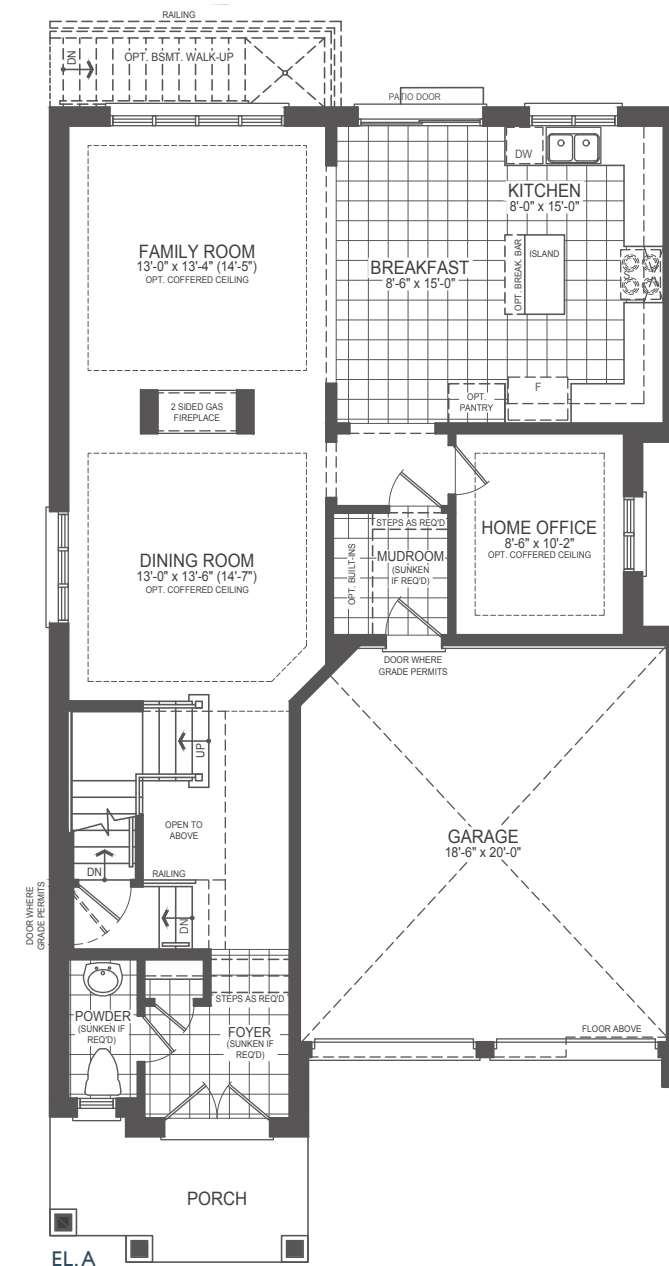 RAILING
DN
OPT. BSMT. WALK-UP
PATIO DOOR
DW
KITCHEN
8'-0" x 15'-0"
FAMILY ROOM
13'-0" x 13'-4" (14'-5")
OPT. COFFERED CEILING
BREAKFAST
8'-6" x 15'-0"
OPT. BREAK. BAR
ISLAND
2 SIDED GAS
FIREPLACE
OPT.
PANTRY
F
STEPS AS REQ'D
HOME OFFICE
8'-6" x 10'-2"
OPT. COFFERED CEILING
OPT. BUILT-INS
MUDROOM
(SUNKEN
IF REQ'D)
DINING ROOM
13'-0" x 13'-6" (14'-7")
OPT. COFFERED CEILING
DOOR WHERE
GRADE PERMITS
UP
OPEN TO
ABOVE
GARAGE
18'-6" x 20'-0"
DN
RAILING
DOOR WHERE
GRADE PERMITS
DN
STEPS AS REQ'D
POWDER
(SUNKEN IF
REQ'D)
FOYER
(SUNKEN IF
REQ'D)
FLOOR ABOVE
PORCH
EL. A